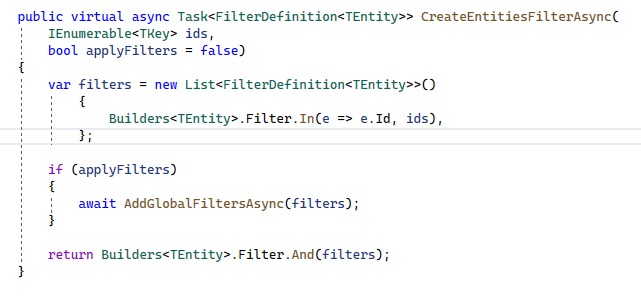 public virtual async Task<FilterDefinition<TEntity>> CreateEntitiesFilterAsync(
    IEnumerable<TKey> ids,
    bool applyFilters = false)
{
    var filters = new List<FilterDefinition<TEntity>>()
        {
            Builders<TEntity>.Filter.In(e => e.Id, ids),
        };

    if (applyFilters)
    {
        await AddGlobalFiltersAsync(filters);
    }

    return Builders<TEntity>.Filter.And(filters);
}